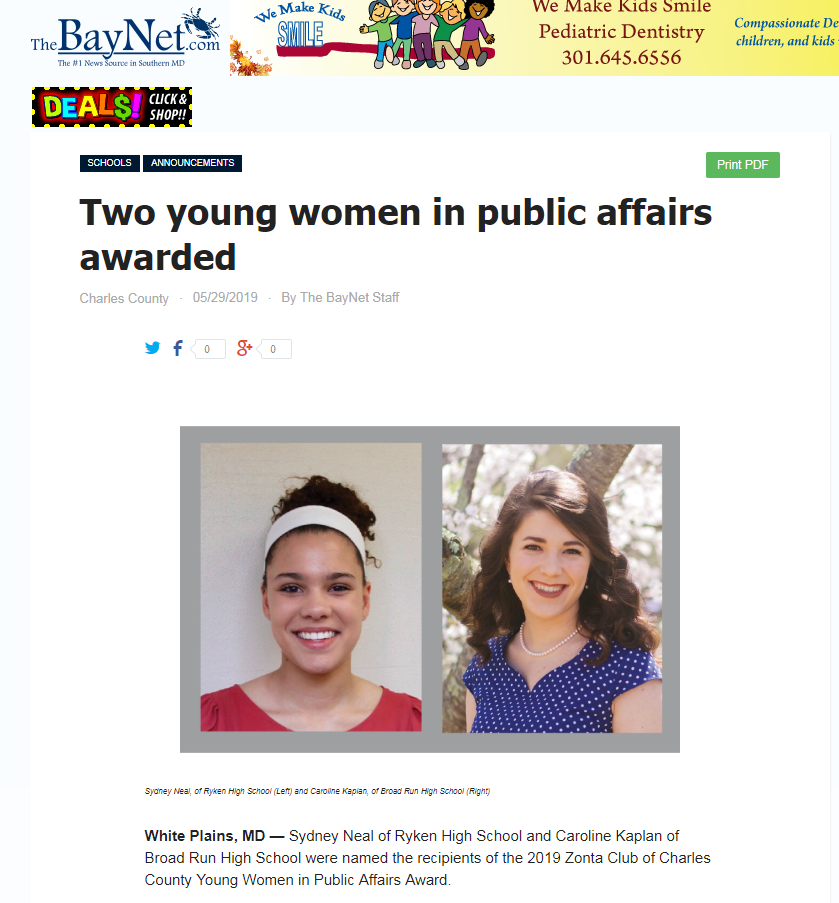 TheBayNet.com
The #1 News Source in Southern MD
We Make Kids
SMILE
We Make Kids Smile
Pediatric Dentistry
301.645.6556
Compassionate De
children, and kids
DEAL$!
CLICK &
SHOP!!
SCHOOLS
ANNOUNCEMENTS
Print PDF
Two young women in public affairs
awarded
Charles County · 05/29/2019 · By The BayNet Staff
0
0
Sydney Neal, of Ryken High School (Left) and Caroline Kaplan, of Broad Run High School (Right)
White Plains, MD — Sydney Neal of Ryken High School and Caroline Kaplan of
Broad Run High School were named the recipients of the 2019 Zonta Club of Charles
County Young Women in Public Affairs Award.